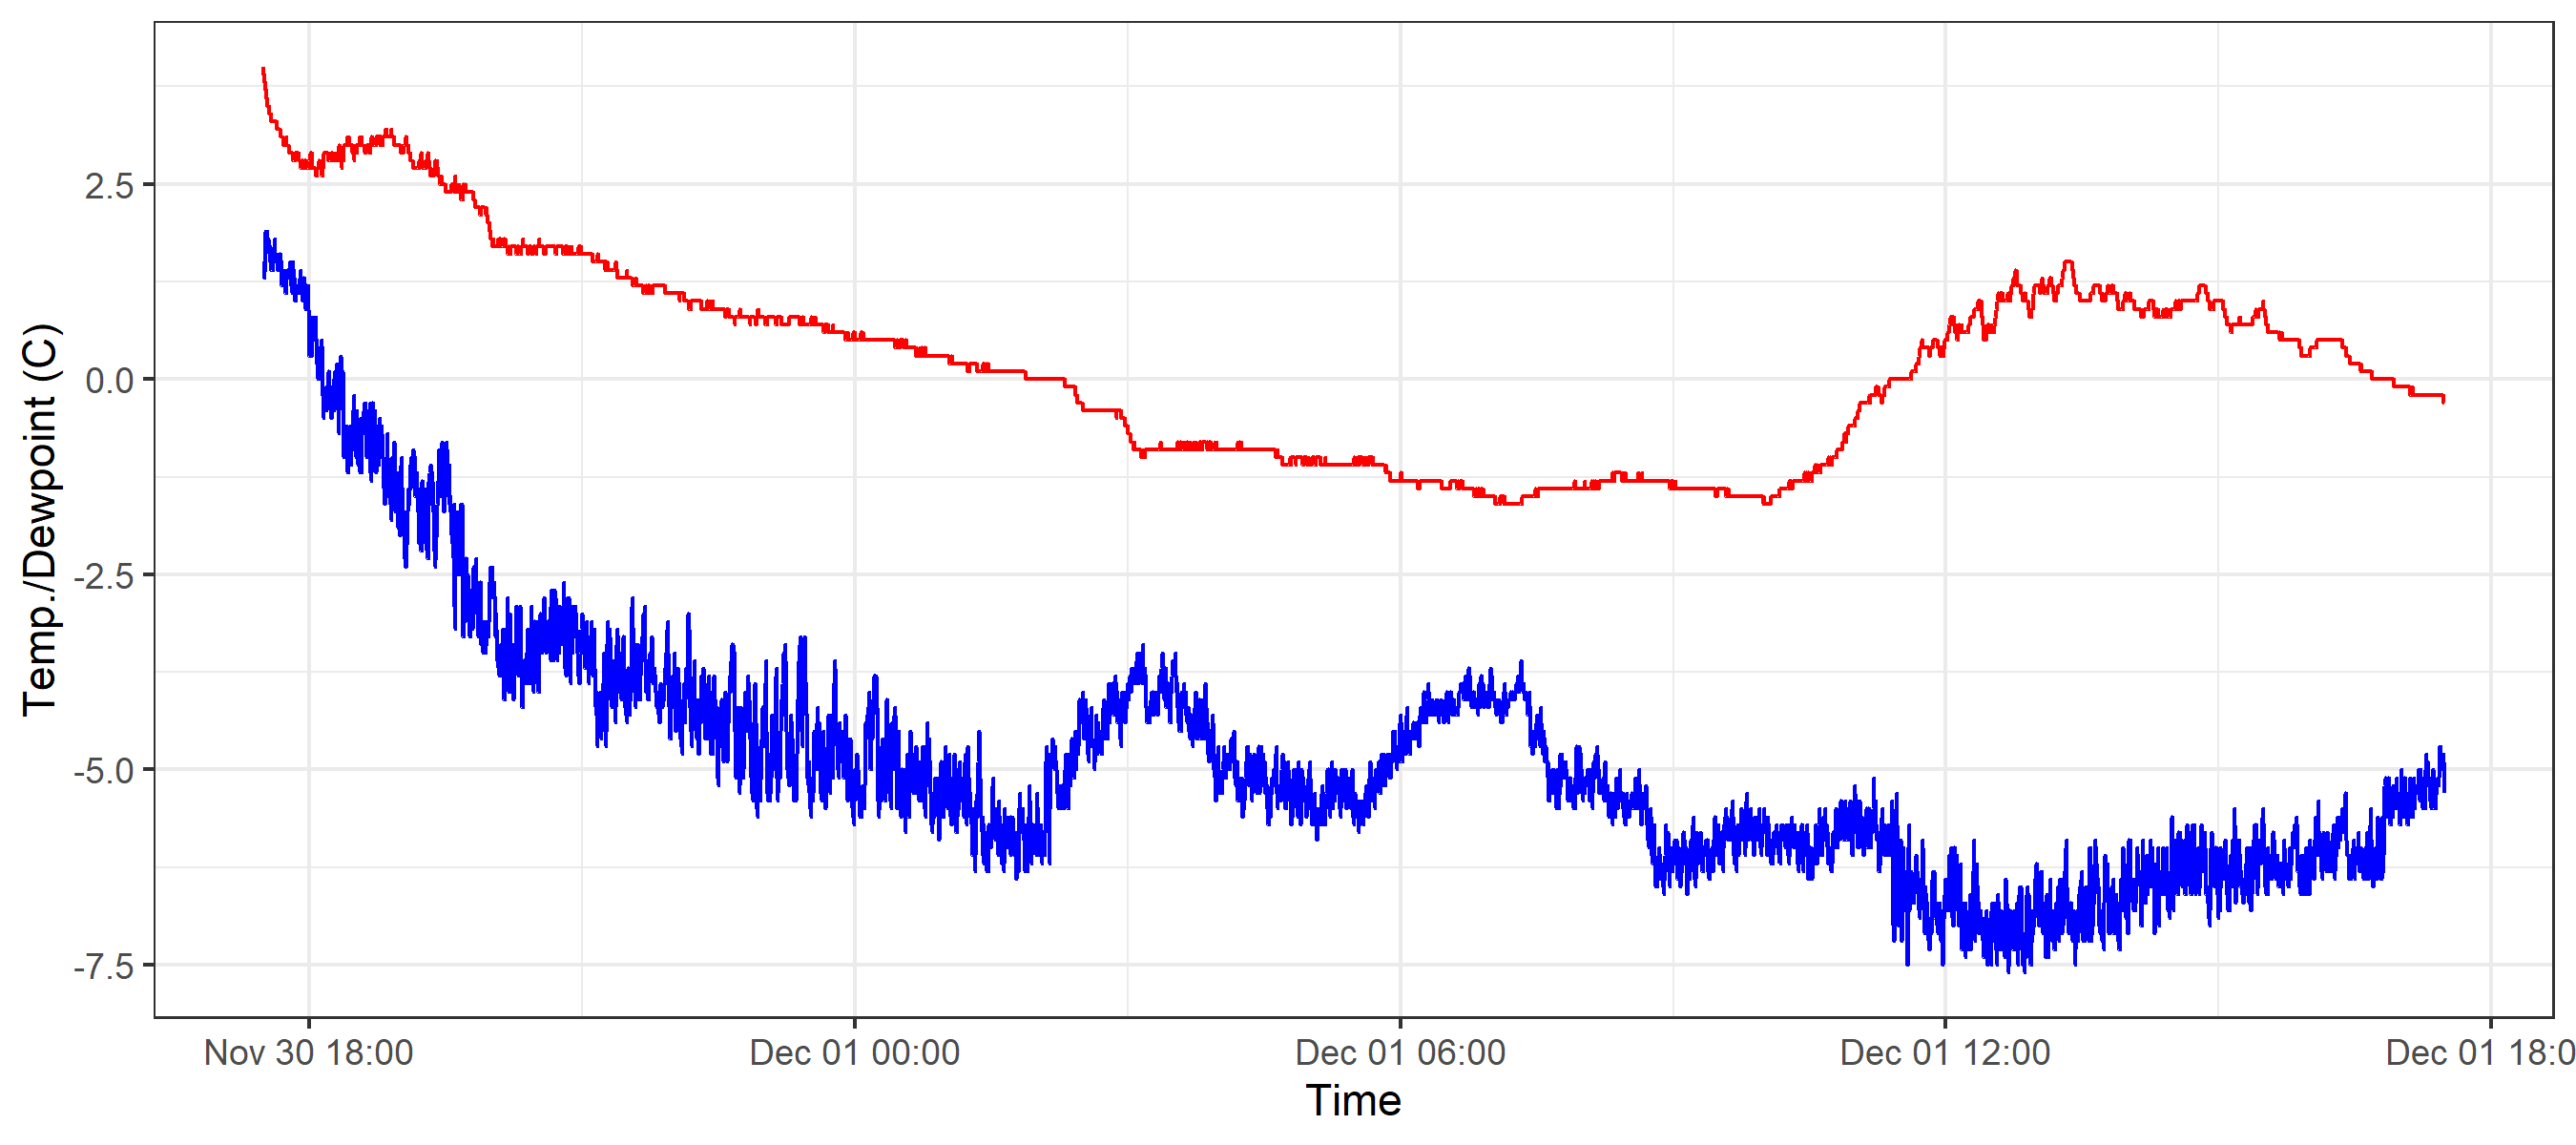 Temp./Dewpoint (C)
2.5
0.0
-2.5
-5.0
-7.5
Nov 30 18:00
Dec 01 00:00
Dec 01 06:00
Dec 01 12:00
Dec 01 18:0
Time